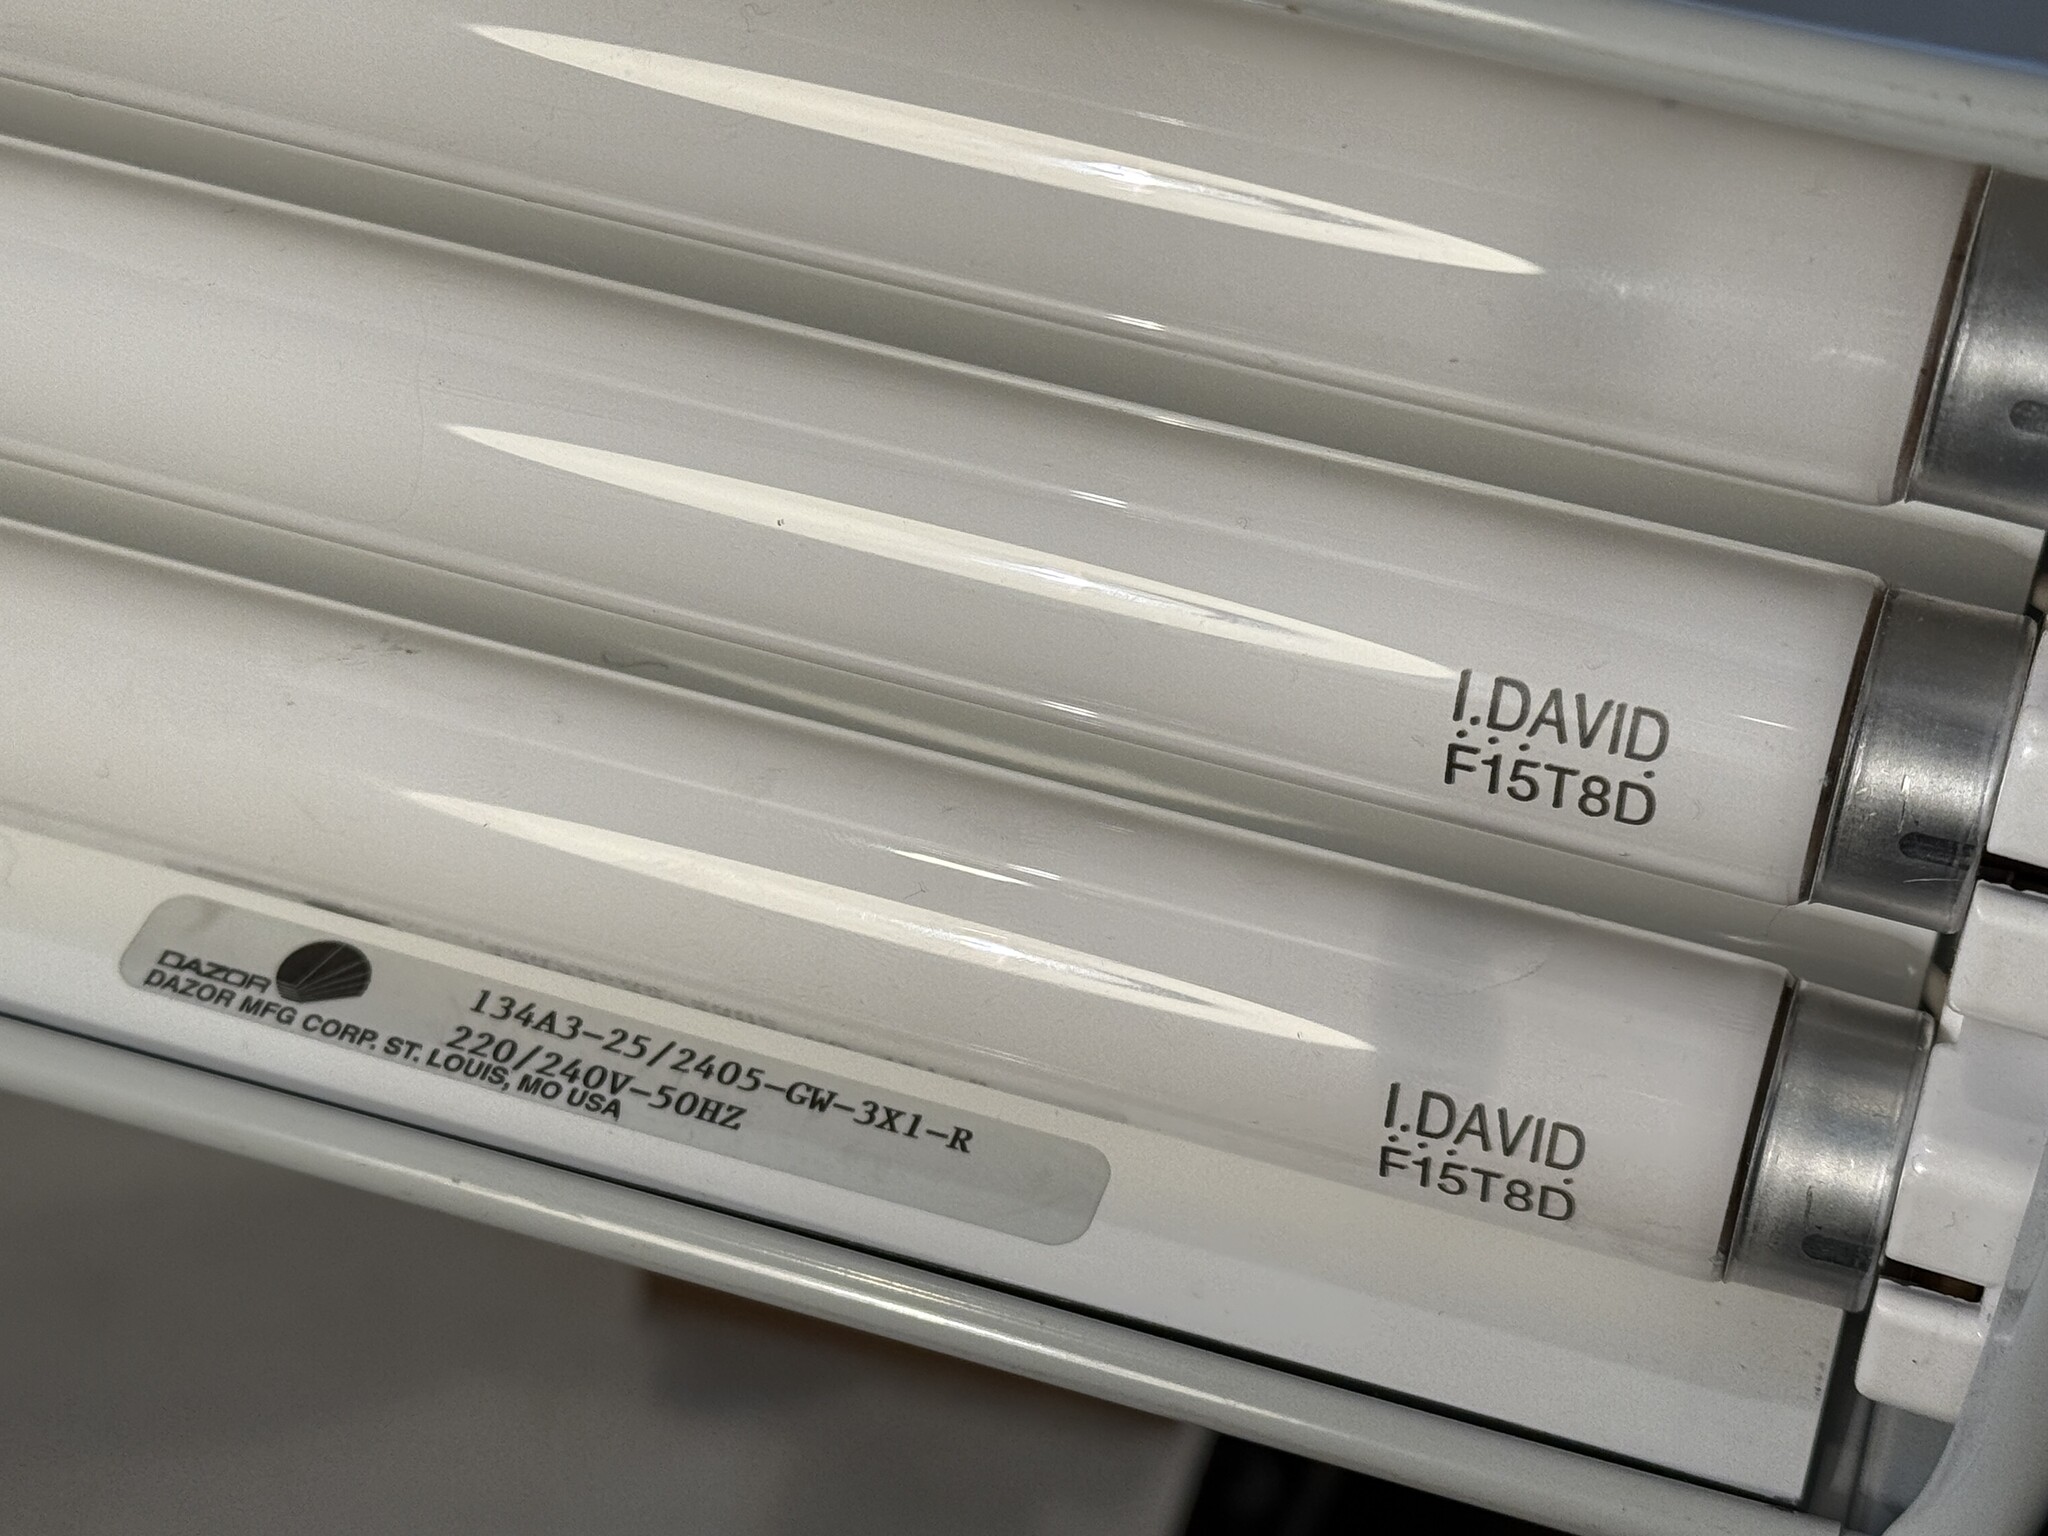 I.DAVID
F15T8D
I.DAVID
F15T8D
DAZOR
DAZOR MFG CORP. ST. LOUIS, MO USA
134A3-25/2405-GW-3X1-R
220/240V-50HZ